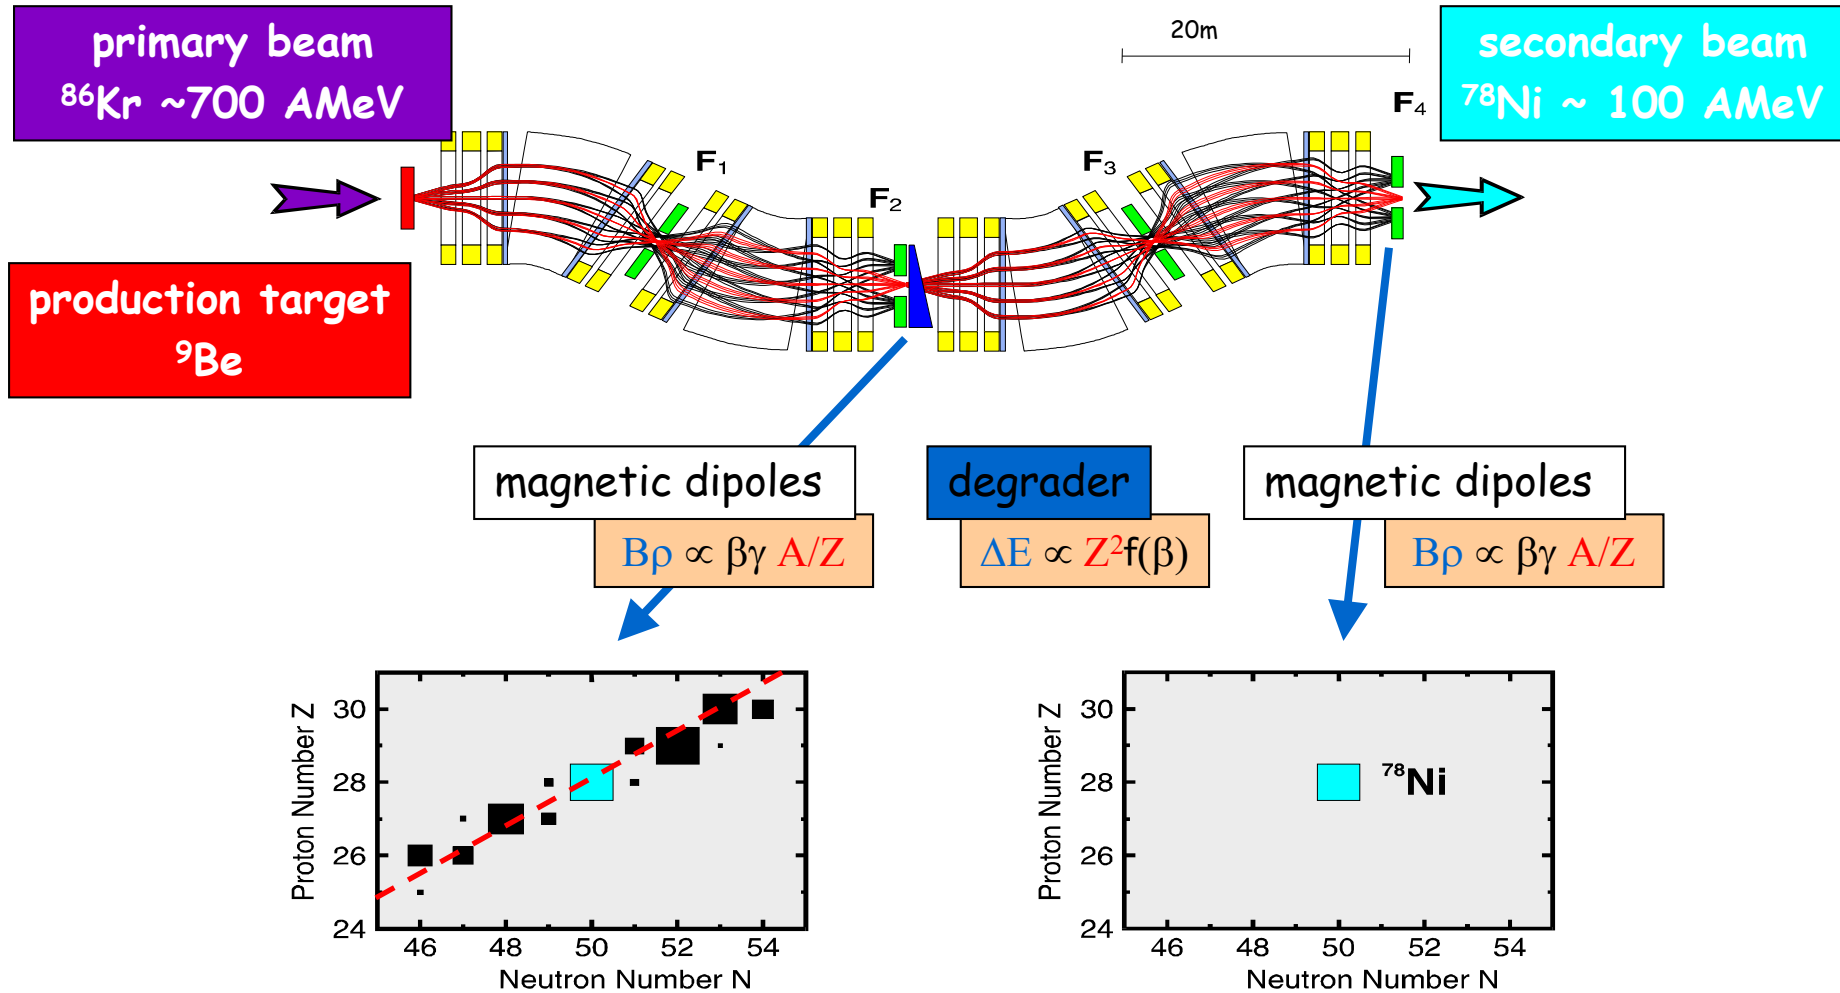 primary beam
⁸⁶Kr ~700 AMeV
20m
secondary beam
⁷⁸Ni ~ 100 AMeV
F₁
F₂
F₃
F₄
production target
⁹Be
magnetic dipoles
Bρ ∝ βγ A/Z
degrader
ΔE ∝ Z²f(β)
magnetic dipoles
Bρ ∝ βγ A/Z
Proton Number Z
30
28
26
24
46 48 50 52 54
Neutron Number N
Proton Number Z
30
28
26
24
⁷⁸Ni
46 48 50 52 54
Neutron Number N